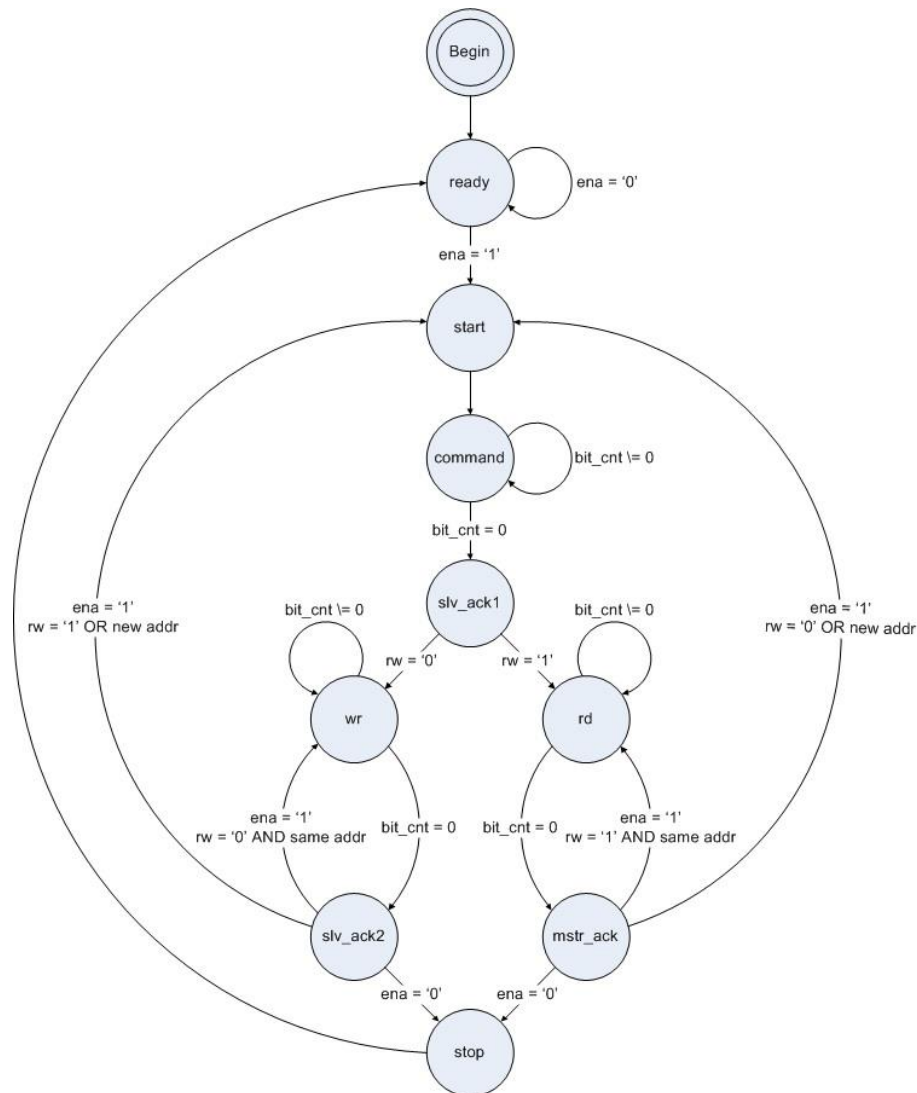 Begin
ready
ena = ‘0’
ena = ‘1’
start
command
bit_cnt \= 0
bit_cnt = 0
slv_ack1
ena = ‘1’
rw = ‘1’ OR new addr
ena = ‘1’
rw = ‘0’ OR new addr
bit_cnt \= 0
bit_cnt \= 0
rw = ‘0’
rw = ‘1’
wr
rd
ena = ‘1’
rw = ‘0’ AND same addr
bit_cnt = 0
bit_cnt = 0
ena = ‘1’
rw = ‘1’ AND same addr
slv_ack2
mstr_ack
ena = ‘0’
ena = ‘0’
stop